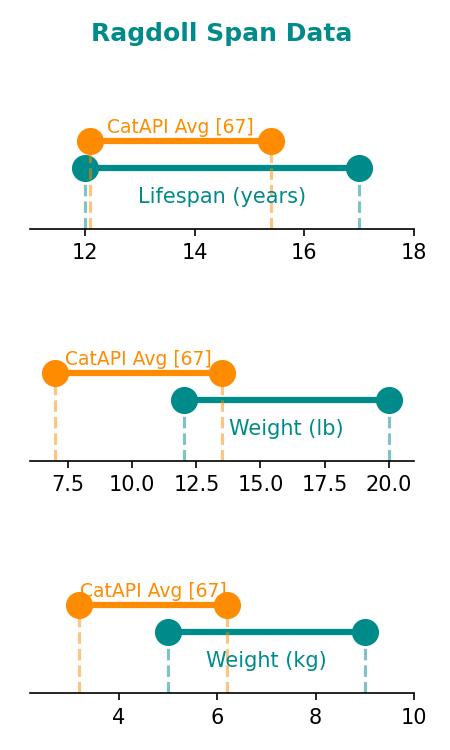 Ragdoll Span Data
CatAPI Avg [67]
Lifespan (years)
12 14 16 18
CatAPI Avg [67]
Weight (lb)
7.5 10.0 12.5 15.0 17.5 20.0
CatAPI Avg [67]
Weight (kg)
4 6 8 10